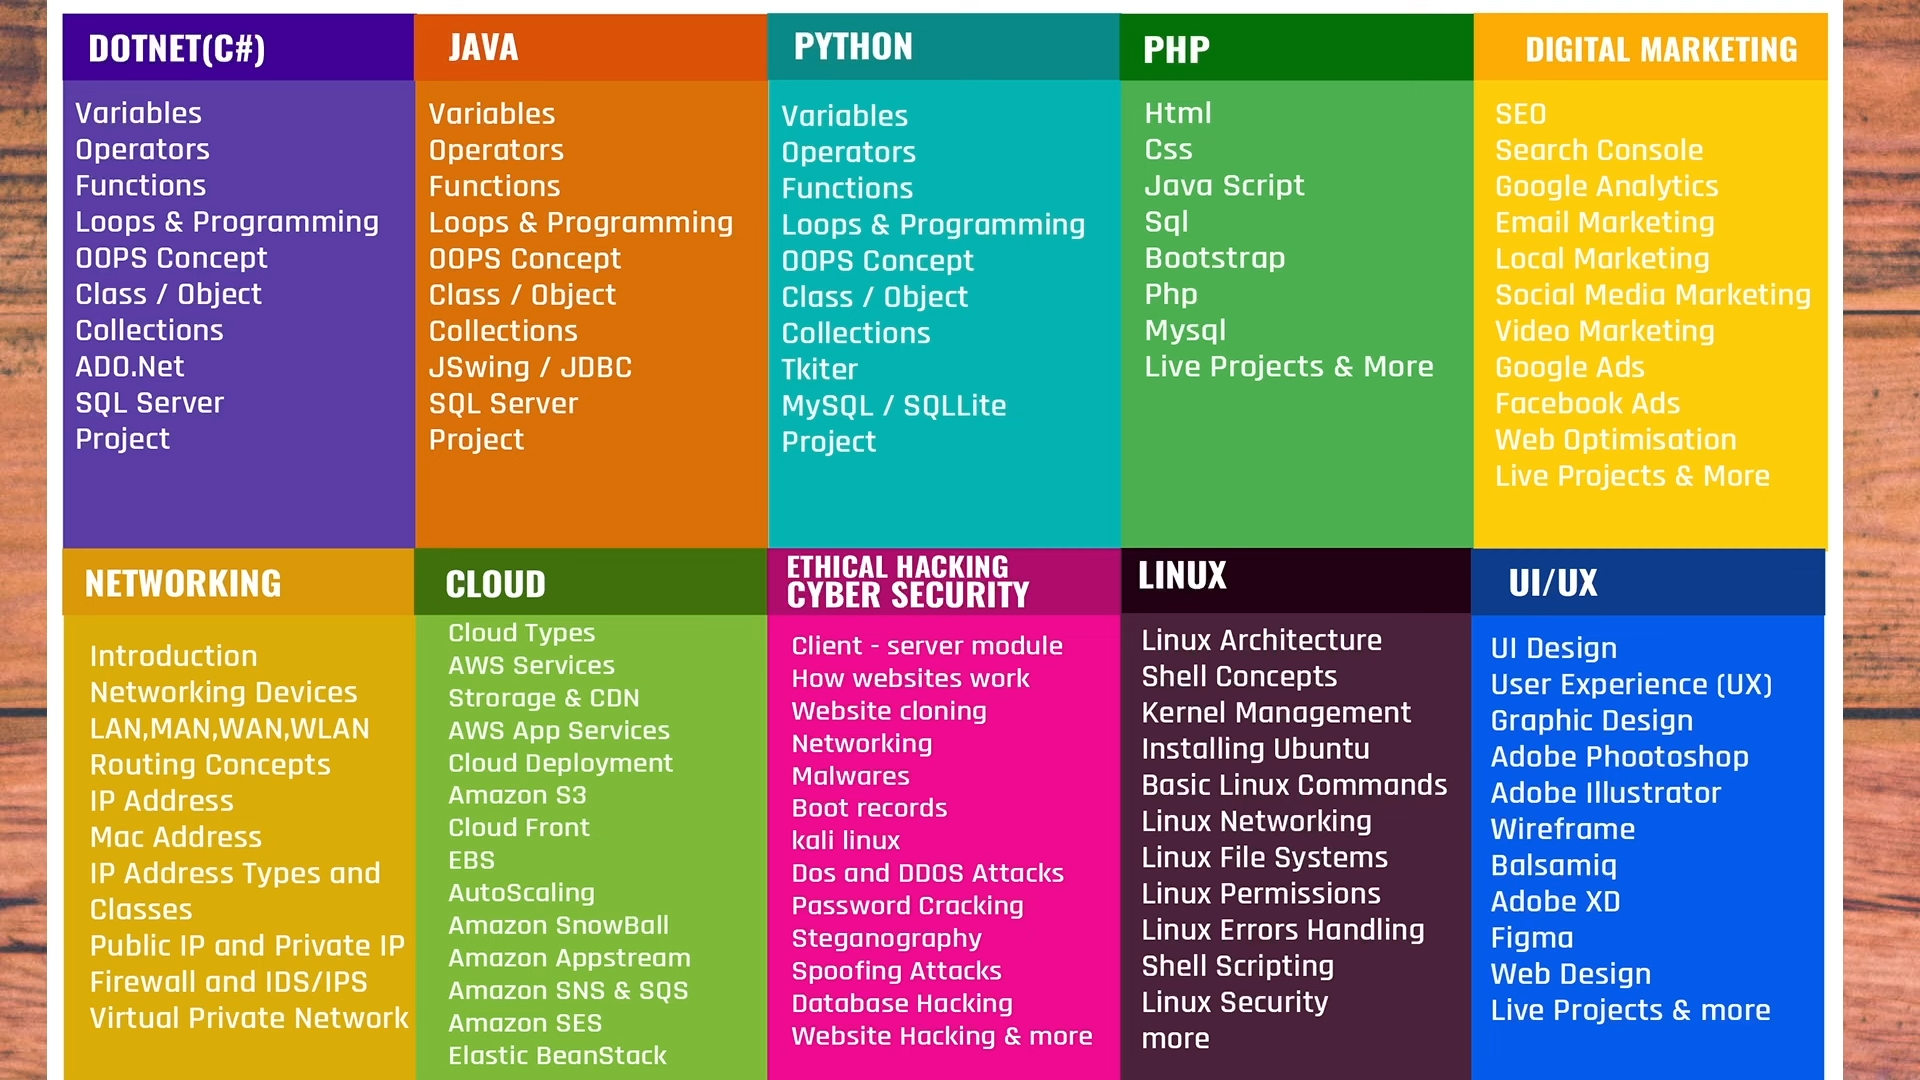 DOTNET(C#)
Variables
Operators
Functions
Loops & Programming
OOPS Concept
Class / Object
Collections
ADO.Net
SQL Server
Project
JAVA
Variables
Operators
Functions
Loops & Programming
OOPS Concept
Class / Object
Collections
JSwing / JDBC
SQL Server
Project
PYTHON
Variables
Operators
Functions
Loops & Programming
OOPS Concept
Class / Object
Collections
Tkiter
MySQL / SQLLite
Project
PHP
Html
Css
Java Script
Sql
Bootstrap
Php
Mysql
Live Projects & More
DIGITAL MARKETING
SEO
Search Console
Google Analytics
Email Marketing
Local Marketing
Social Media Marketing
Video Marketing
Google Ads
Facebook Ads
Web Optimisation
Live Projects & More
NETWORKING
Introduction
Networking Devices
LAN,MAN,WAN,WLAN
Routing Concepts
IP Address
Mac Address
IP Address Types and
Classes
Public IP and Private IP
Firewall and IDS/IPS
Virtual Private Network
CLOUD
Cloud Types
AWS Services
Strorage & CDN
AWS App Services
Cloud Deployment
Amazon S3
Cloud Front
EBS
AutoScaling
Amazon SnowBall
Amazon Appstream
Amazon SNS & SQS
Amazon SES
Elastic BeanStack
ETHICAL HACKING
CYBER SECURITY
Client - server module
How websites work
Website cloning
Networking
Malwares
Boot records
kali linux
Dos and DDOS Attacks
Password Cracking
Steganography
Spoofing Attacks
Database Hacking
Website Hacking & more
LINUX
Linux Architecture
Shell Concepts
Kernel Management
Installing Ubuntu
Basic Linux Commands
Linux Networking
Linux File Systems
Linux Permissions
Linux Errors Handling
Shell Scripting
Linux Security
more
UI/UX
UI Design
User Experience (UX)
Graphic Design
Adobe Phootoshop
Adobe Illustrator
Wireframe
Balsamiq
Adobe XD
Figma
Web Design
Live Projects & more